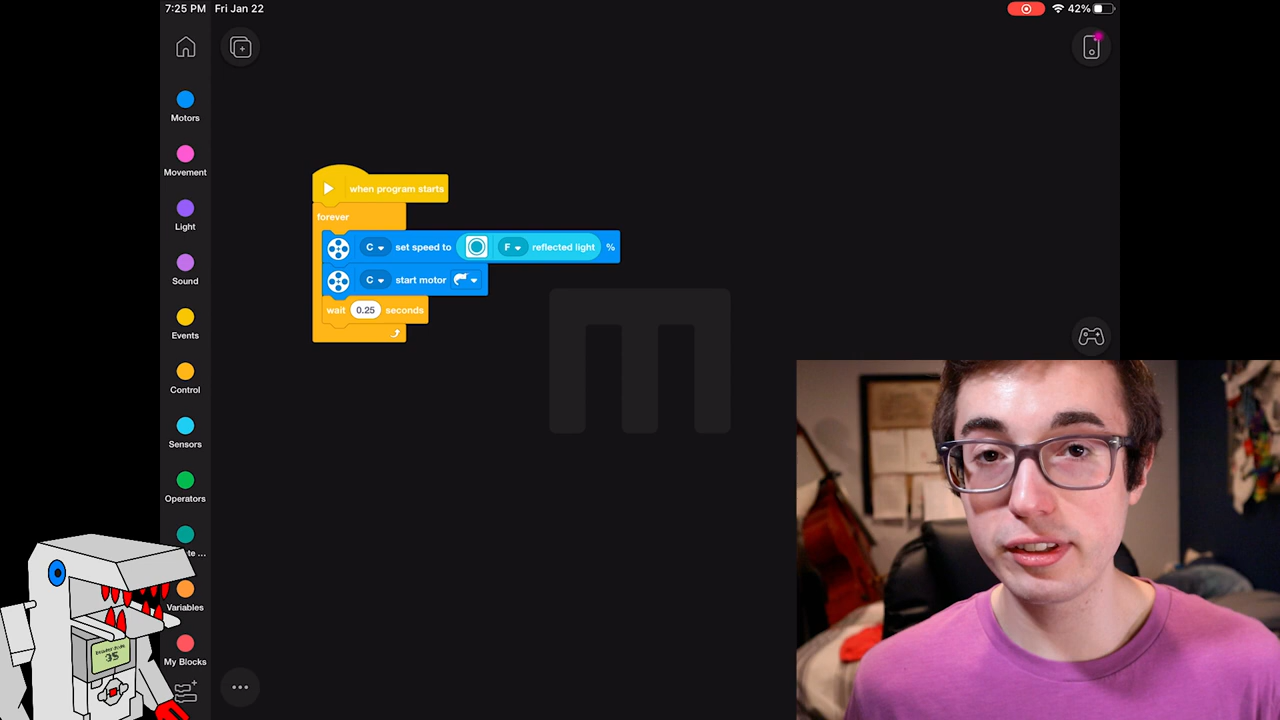 7:25 PM Fri Jan 22
42%
Motors
Movement
Light
Sound
Events
Control
Sensors
Operators
Variables
My Blocks
when program starts
forever
C set speed to F reflected light %
C start motor
wait 0.25 seconds
35